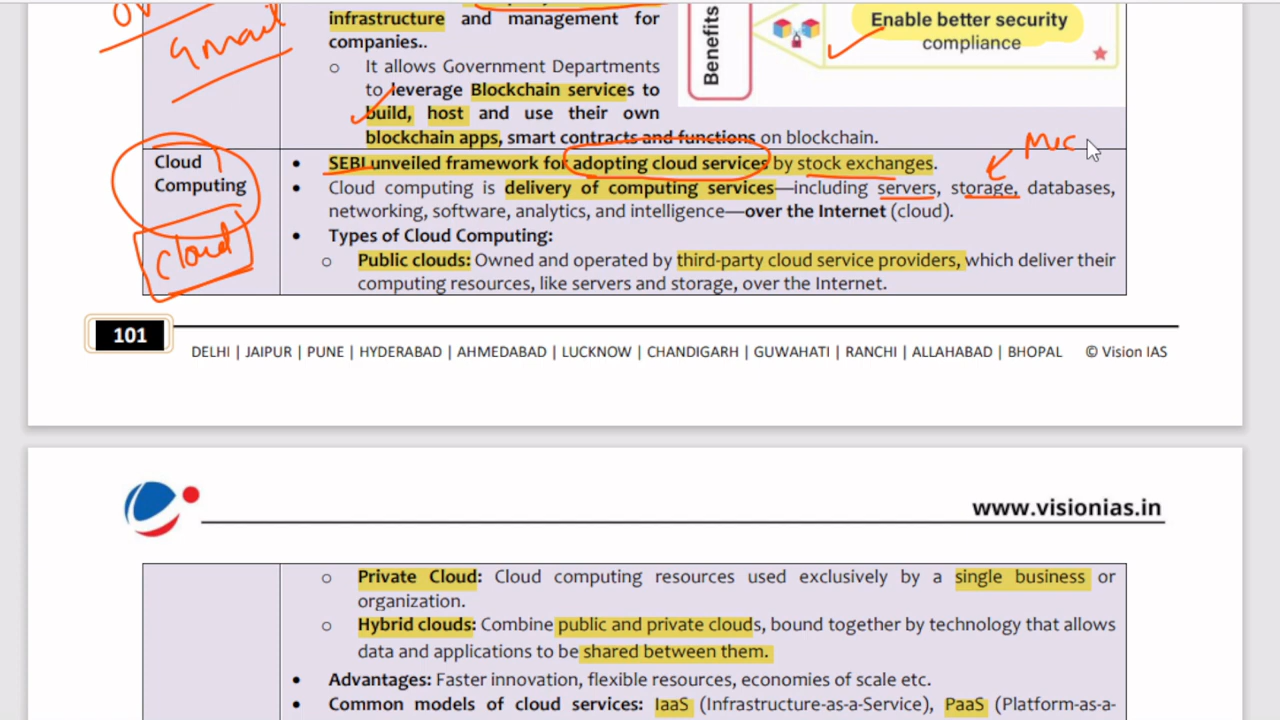 Gmail
infrastructure and management for
companies..
o It allows Government Departments
to leverage Blockchain services to
build, host and use their own
blockchain apps, smart contracts and functions on blockchain.
Benefits
Enable better security
compliance
Cloud
Computing
cloud
• SEBI unveiled framework for adopting cloud services by stock exchanges.
Mic
• Cloud computing is delivery of computing services—including servers, storage, databases,
networking, software, analytics, and intelligence—over the Internet (cloud).
• Types of Cloud Computing:
o Public clouds: Owned and operated by third-party cloud service providers, which deliver their
computing resources, like servers and storage, over the Internet.
101
DELHI | JAIPUR | PUNE | HYDERABAD | AHMEDABAD | LUCKNOW | CHANDIGARH | GUWAHATI | RANCHI | ALLAHABAD | BHOPAL © Vision IAS
www.visionias.in
o Private Cloud: Cloud computing resources used exclusively by a single business or
organization.
o Hybrid clouds: Combine public and private clouds, bound together by technology that allows
data and applications to be shared between them.
• Advantages: Faster innovation, flexible resources, economies of scale etc.
• Common models of cloud services: IaaS (Infrastructure-as-a-Service), PaaS (Platform-as-a-